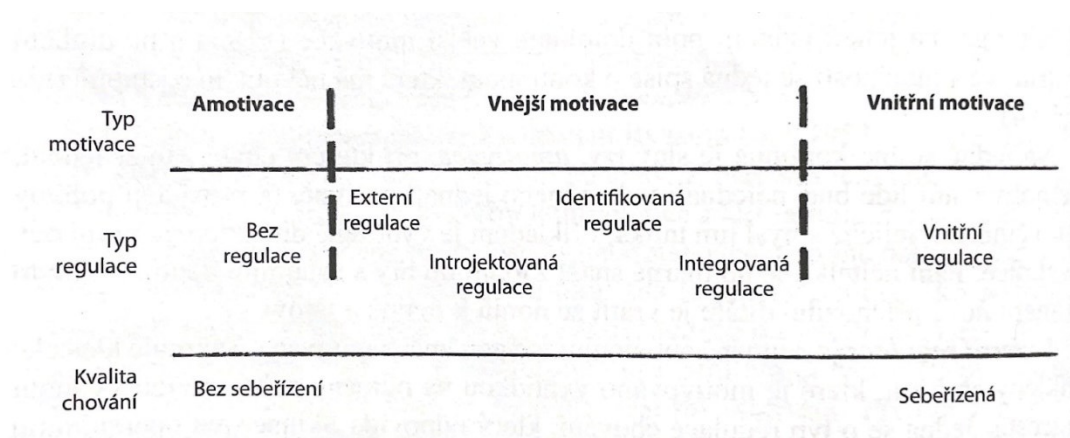 Typ
motivace
Amotivace
Vnější motivace
Vnitřní motivace
Typ
regulace
Bez
regulace
Externí
regulace
Introjektovaná
regulace
Identifikovaná
regulace
Integrovaná
regulace
Vnitřní
regulace
Kvalita
chování
Bez sebeřízení
Sebeřízená